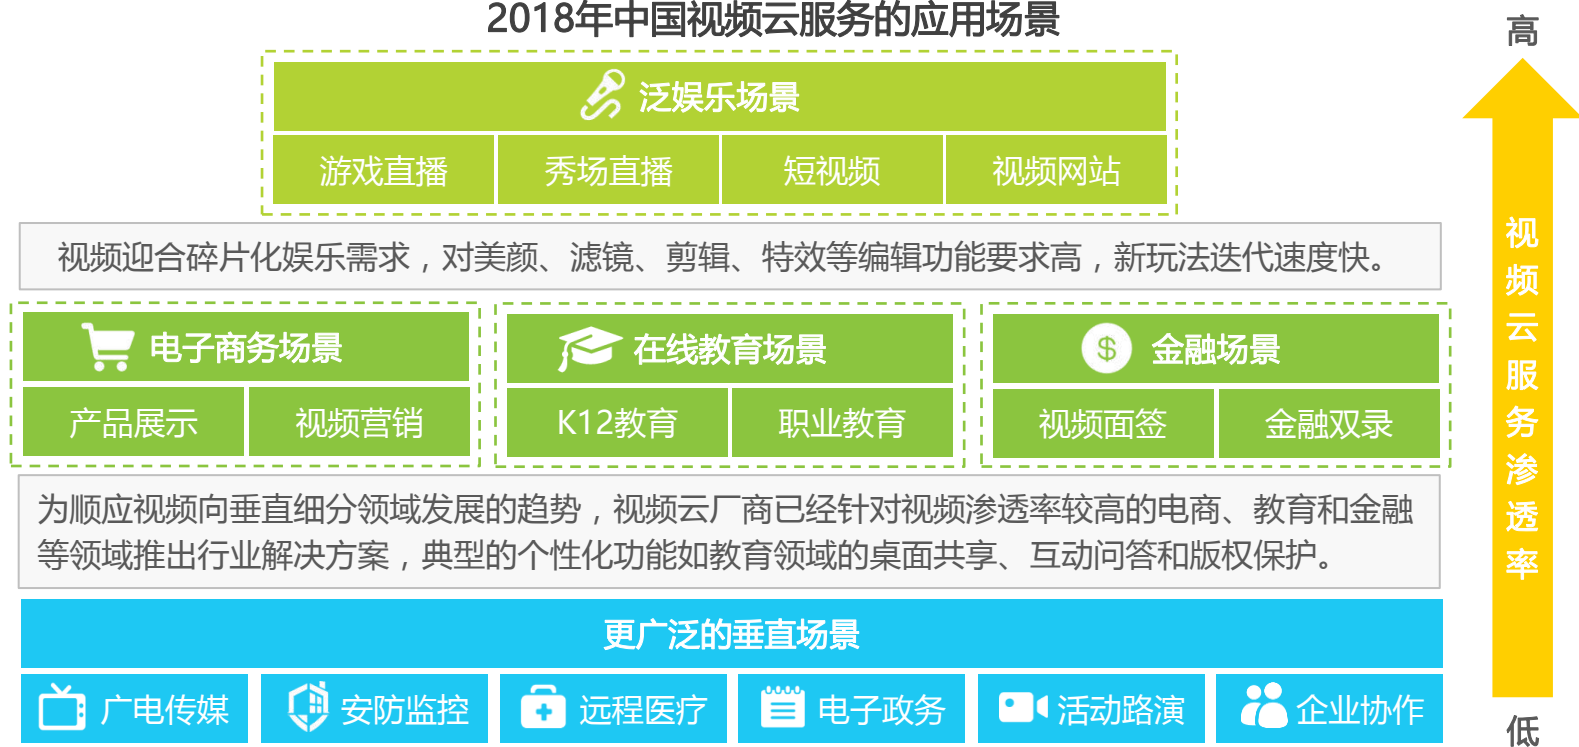 2018年中国视频云服务的应用场景
高
泛娱乐场景
游戏直播
秀场直播
短视频
视频网站
视频迎合碎片化娱乐需求，对美颜、滤镜、剪辑、特效等编辑功能要求高，新玩法迭代速度快。
电子商务场景
在线教育场景
金融场景
产品展示
视频营销
K12教育
职业教育
视频面签
金融双录
为顺应视频向垂直细分领域发展的趋势，视频云厂商已经针对视频渗透率较高的电商、教育和金融
等领域推出行业解决方案，典型的个性化功能如教育领域的桌面共享、互动问答和版权保护。
更广泛的垂直场景
广电传媒
安防监控
远程医疗
电子政务
活动路演
企业协作
视频云服务渗透率
低